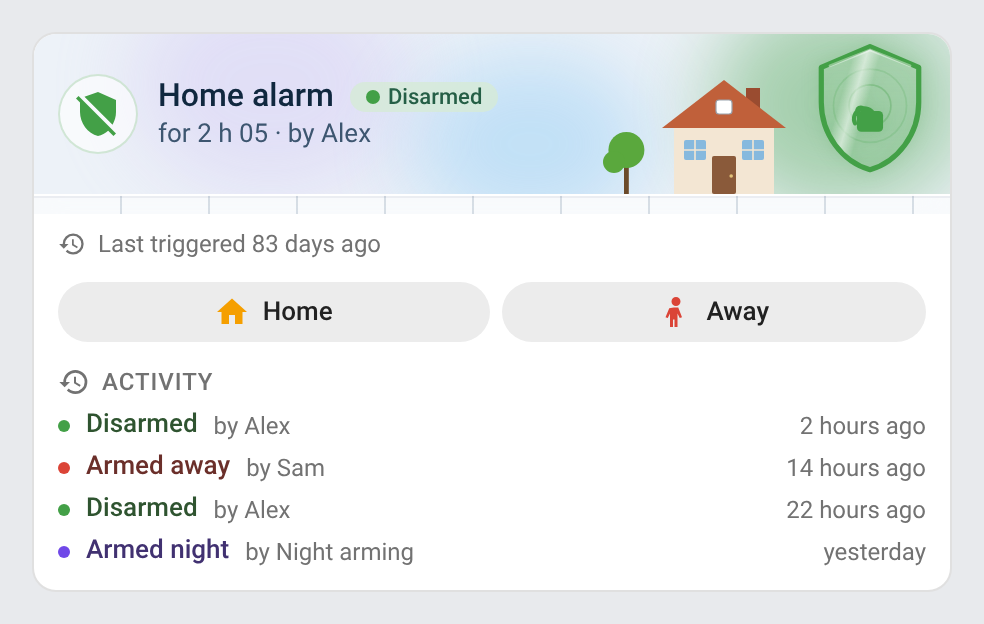 Home alarm Disarmed
for 2 h 05 · by Alex
Last triggered 83 days ago
Home Away
ACTIVITY
Disarmed by Alex 2 hours ago
Armed away by Sam 14 hours ago
Disarmed by Alex 22 hours ago
Armed night by Night arming yesterday